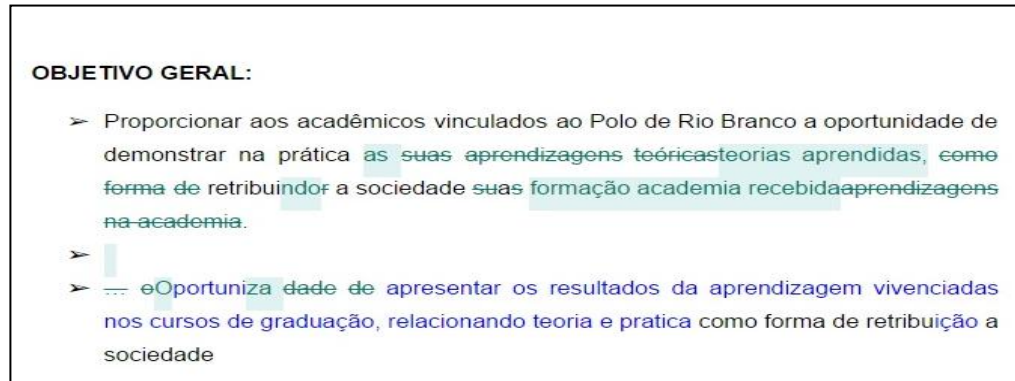 OBJETIVO GERAL:
➢ Proporcionar aos acadêmicos vinculados ao Polo de Rio Branco a oportunidade de
demonstrar na prática as suas aprendizagens teóricasteorias aprendidas, como
forma de retribuindor a sociedade suas formação academia recebidaaprendizagens
na academia.
➢
➢ ... oOportuniza dade de apresentar os resultados da aprendizagem vivenciadas
nos cursos de graduação, relacionando teoria e pratica como forma de retribuição a
sociedade